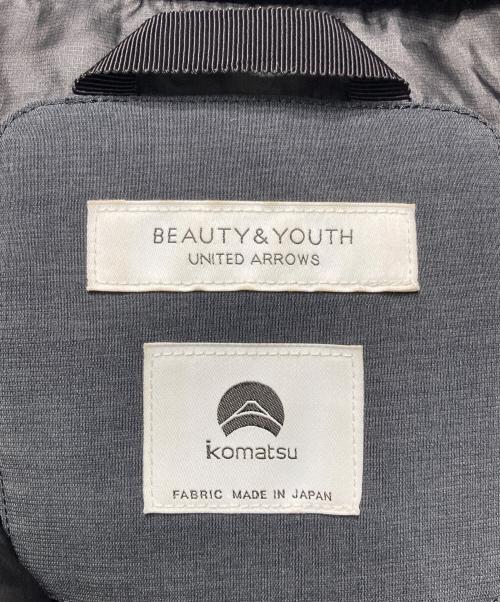 BEAUTY&YOUTH
UNITED ARROWS
komatsu
FABRIC MADE IN JAPAN